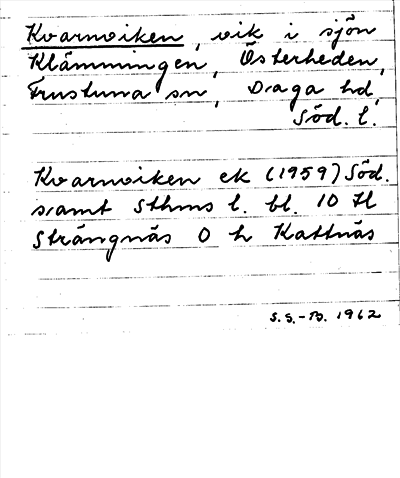 Kvarnviken, vik i sjön
Klämmingen, Österheden,
Frustuna sn, Daga hd,
Söd. l.
Kvarnviken ek (1959) Söd.
samt Sthms l. bl. 10 H
Strängnäs O h Kattnäs
S.S.-B. 1962